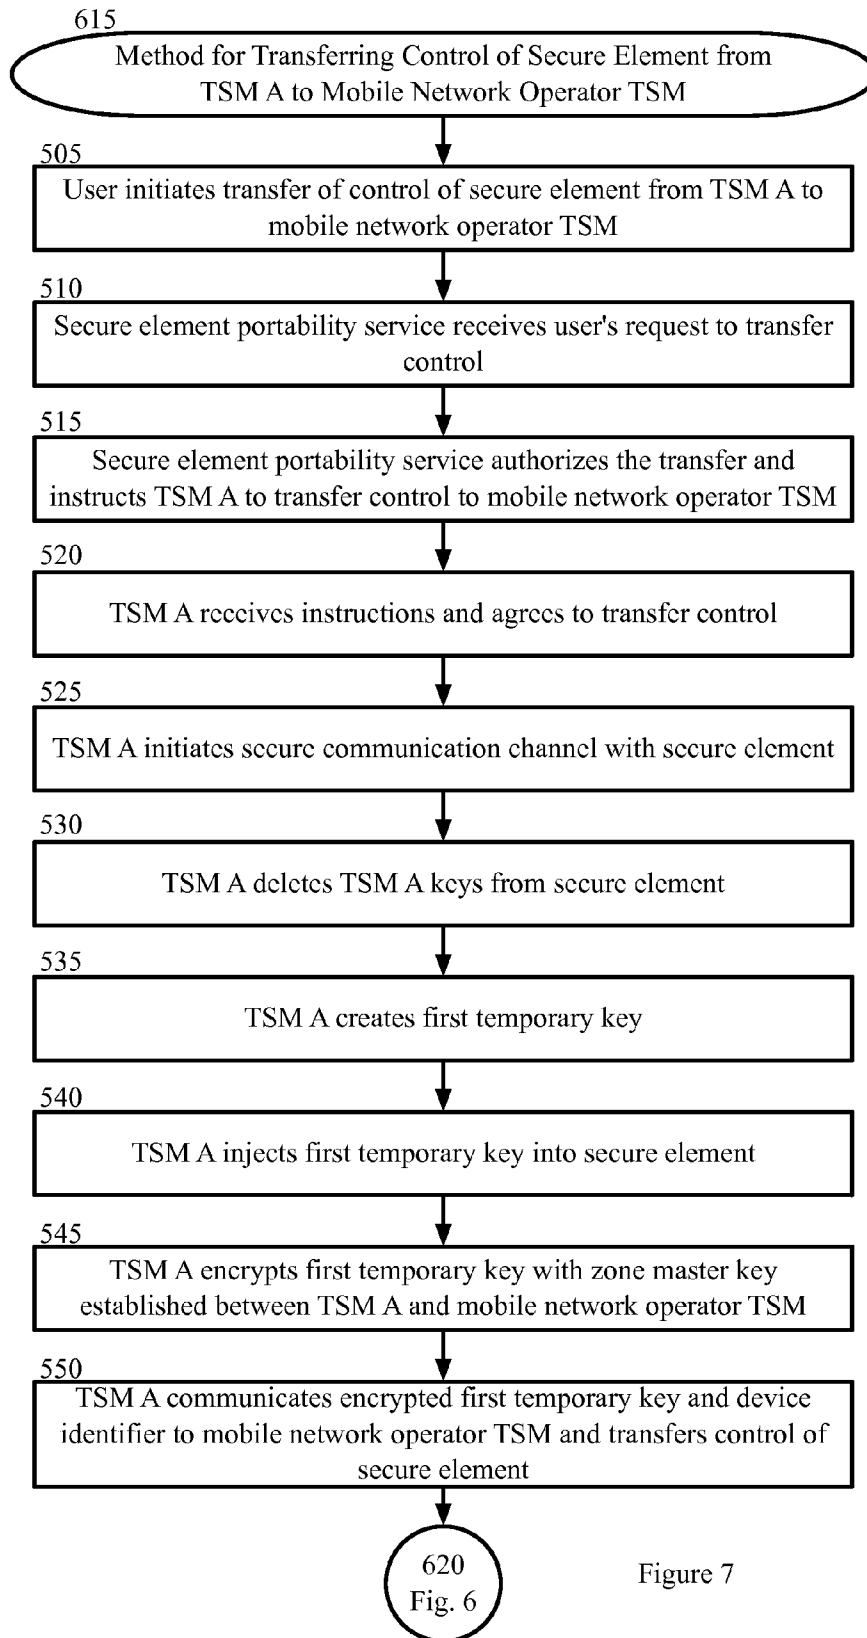 615
Method for Transferring Control of Secure Element from
TSM A to Mobile Network Operator TSM
505
User initiates transfer of control of secure element from TSM A to
mobile network operator TSM
510
Secure element portability service receives user's request to transfer
control
515
Secure element portability service authorizes the transfer and
instructs TSM A to transfer control to mobile network operator TSM
520
TSM A receives instructions and agrees to transfer control
525
TSM A initiates secure communication channel with secure element
530
TSM A deletes TSM A keys from secure element
535
TSM A creates first temporary key
540
TSM A injects first temporary key into secure element
545
TSM A encrypts first temporary key with zone master key
established between TSM A and mobile network operator TSM
550
TSM A communicates encrypted first temporary key and device
identifier to mobile network operator TSM and transfers control of
secure element
620
Fig. 6
Figure 7